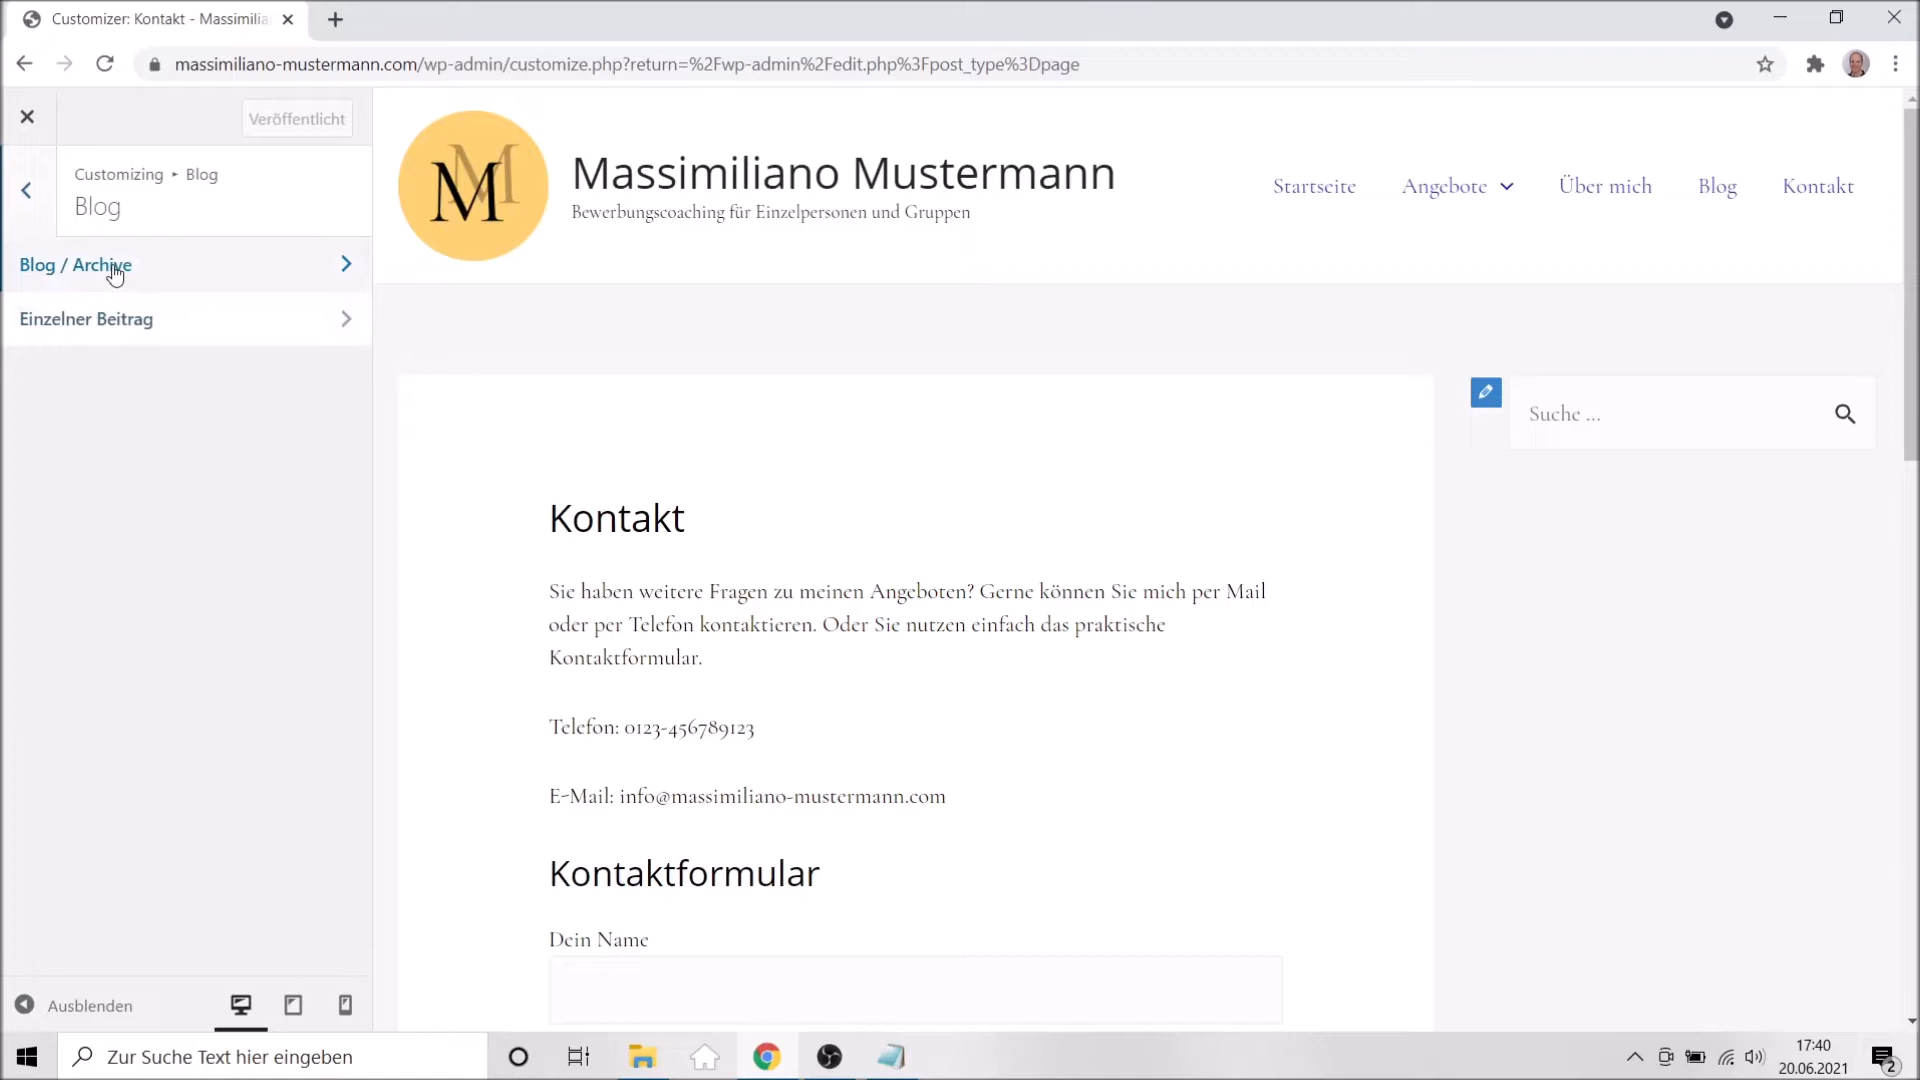 Customizer: Kontakt - Massimilia
massimiliano-mustermann.com/wp-admin/customize.php?return=%2Fwp-admin%2Fedit.php%3Fpost_type%3Dpage
Veröffentlicht
Customizing ▸ Blog
Blog
Blog / Archive
Einzelner Beitrag
Ausblenden
M M
Massimiliano Mustermann
Bewerbungscoaching für Einzelpersonen und Gruppen
Startseite Angebote Über mich Blog Kontakt
Suche ...
Kontakt
Sie haben weitere Fragen zu meinen Angeboten? Gerne können Sie mich per Mail
oder per Telefon kontaktieren. Oder Sie nutzen einfach das praktische
Kontaktformular.
Telefon: 0123-456789123
E-Mail: info@massimiliano-mustermann.com
Kontaktformular
Dein Name
Zur Suche Text hier eingeben
17:40
20.06.2021
2